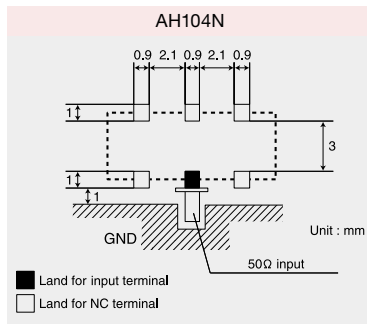 AH104N
0.9 2.1 0.9 2.1 0.9
1
3
1
1
GND
Unit : mm
50Ω input
Land for input terminal
Land for NC terminal